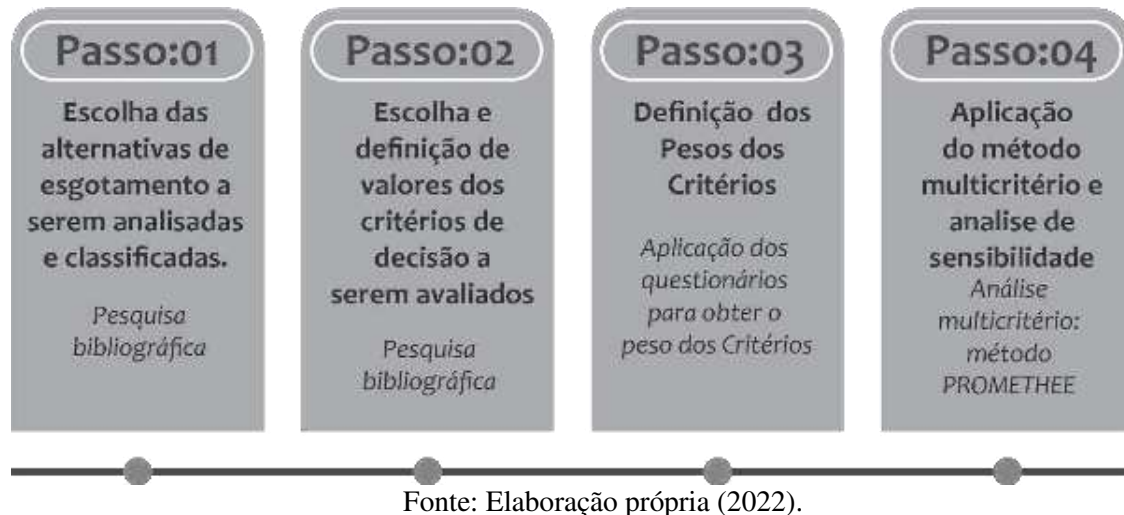 Passo:01
Escolha das
alternativas de
esgotamento a
serem analisadas
e classificadas.
Pesquisa
bibliográfica
Passo:02
Escolha e
definição de
valores dos
critérios de
decisão a
serem avaliados
Pesquisa
bibliográfica
Passo:03
Definição dos
Pesos dos
Critérios
Aplicação dos
questionários
para obter o
peso dos Critérios
Passo:04
Aplicação
do método
multicritério e
analise de
sensibilidade
Análise
multicritério:
método
PROMETHEE
Fonte: Elaboração própria (2022).